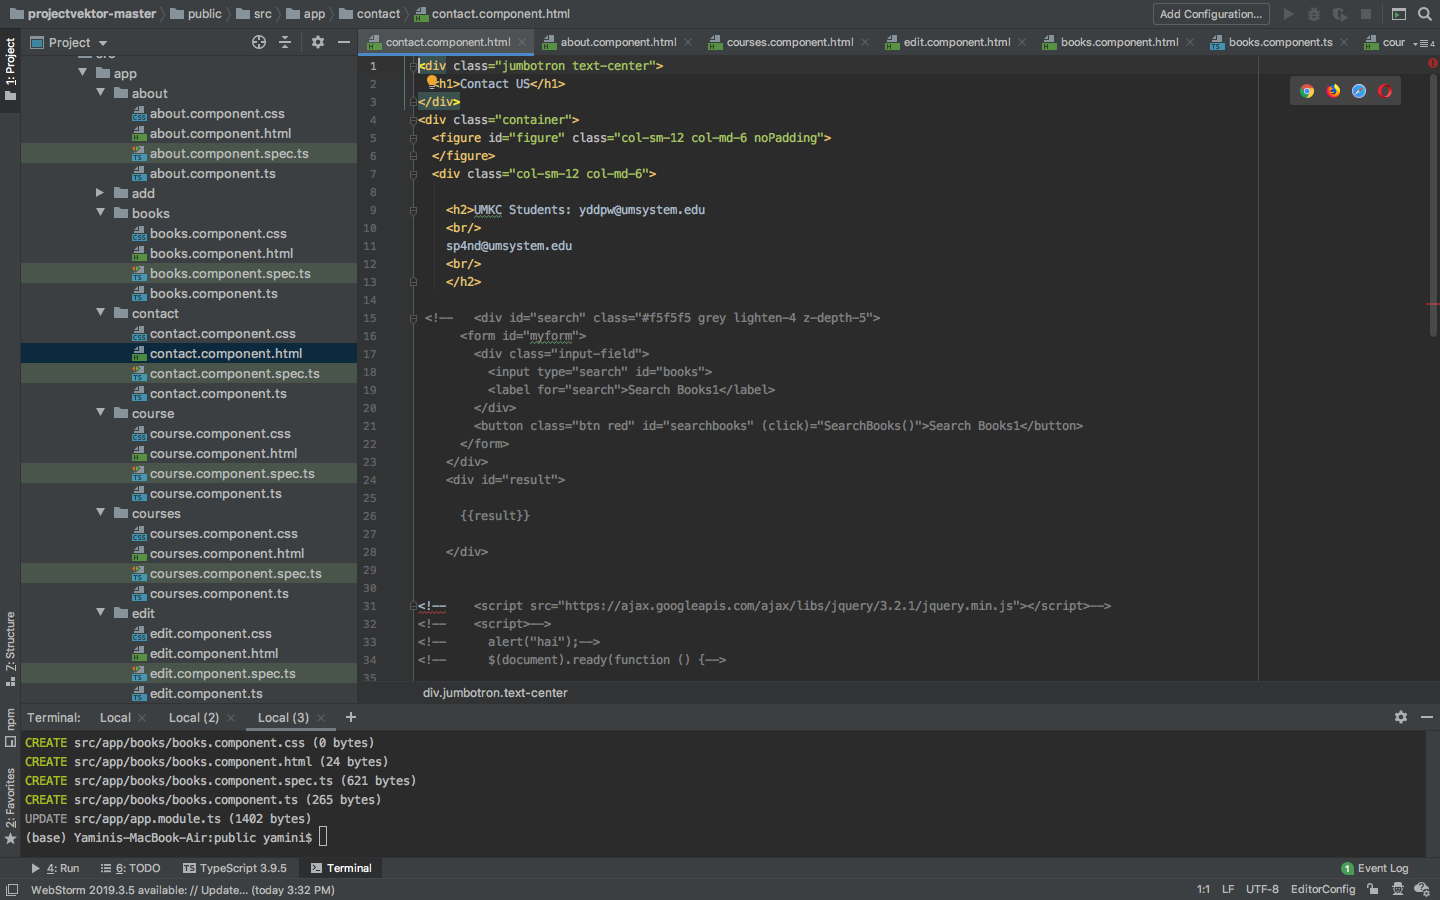 projectvektor-master
public
src
app
contact
contact.component.html
Add Configuration...
1: Project
Project
contact.component.html
about.component.html
courses.component.html
edit.component.html
books.component.html
books.component.ts
cour
4
app
about
about.component.css
about.component.html
about.component.spec.ts
about.component.ts
add
books
books.component.css
books.component.html
books.component.spec.ts
books.component.ts
contact
contact.component.css
contact.component.html
contact.component.spec.ts
contact.component.ts
course
course.component.css
course.component.html
course.component.spec.ts
course.component.ts
courses
courses.component.css
courses.component.html
courses.component.spec.ts
courses.component.ts
edit
edit.component.css
edit.component.html
edit.component.spec.ts
edit.component.ts
1 <div class="jumbotron text-center">
2 <h1>Contact US</h1>
3 </div>
4 <div class="container">
5 <figure id="figure" class="col-sm-12 col-md-6 noPadding">
6 </figure>
7 <div class="col-sm-12 col-md-6">
8
9 <h2>UMKC Students: yddpw@umsystem.edu
10 <br/>
11 sp4nd@umsystem.edu
12 <br/>
13 </h2>
14
15 <!-- <div id="search" class="#f5f5f5 grey lighten-4 z-depth-5">
16 <form id="myform">
17 <div class="input-field">
18 <input type="search" id="books">
19 <label for="search">Search Books1</label>
20 </div>
21 <button class="btn red" id="searchbooks" (click)="SearchBooks()">Search Books1</button>
22 </form>
23 </div>
24 <div id="result">
25
26 {{result}}
27
28 </div>
29
30
31 <!-- <script src="https://ajax.googleapis.com/ajax/libs/jquery/3.2.1/jquery.min.js"></script>-->
32 <!-- <script>-->
33 <!-- alert("hai");-->
34 <!-- $(document).ready(function () {-->
35
div.jumbotron.text-center
7: Structure
npm
2: Favorites
Terminal:
Local
Local (2)
Local (3)
CREATE src/app/books/books.component.css (0 bytes)
CREATE src/app/books/books.component.html (24 bytes)
CREATE src/app/books/books.component.spec.ts (621 bytes)
CREATE src/app/books/books.component.ts (265 bytes)
UPDATE src/app/app.module.ts (1402 bytes)
(base) Yaminis-MacBook-Air:public yamini$
4: Run
6: TODO
TypeScript 3.9.5
Terminal
1 Event Log
WebStorm 2019.3.5 available: // Update... (today 3:32 PM)
1:1
LF
UTF-8
EditorConfig